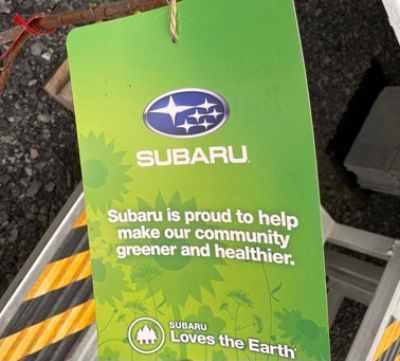 SUBARU
Subaru is proud to help
make our community
greener and healthier.
SUBARU
Loves the Earth